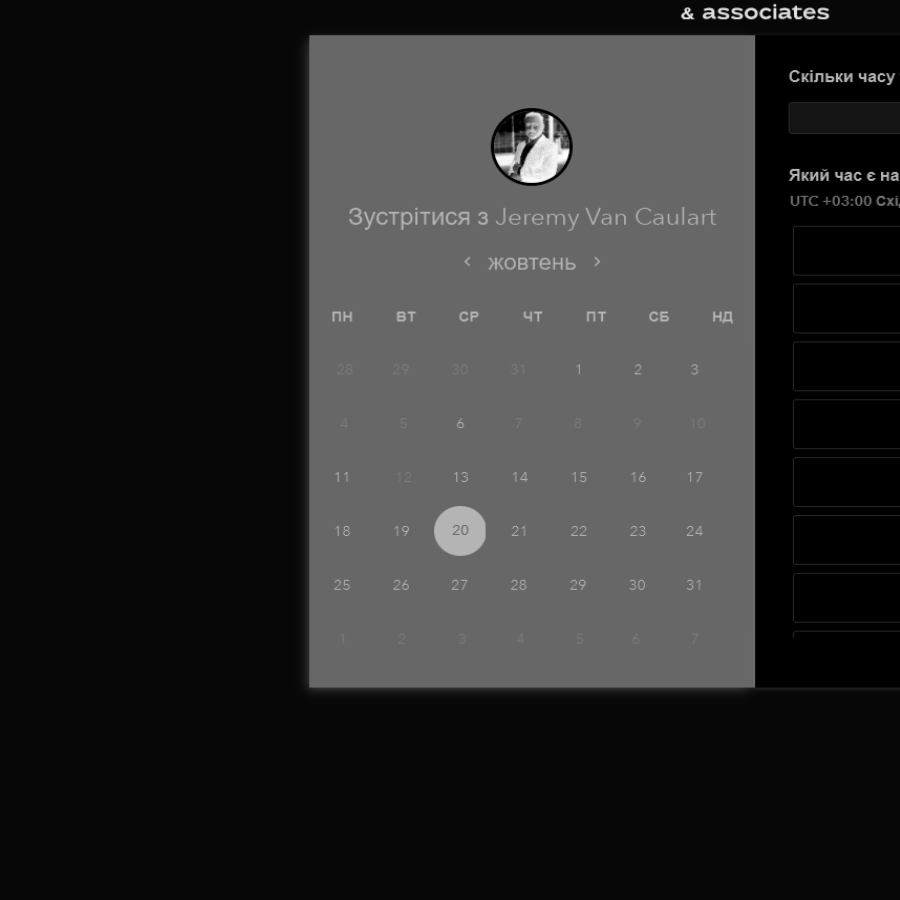 & associates
Зустрітися з Jeremy Van Caulart
жовтень
ПН ВТ СР ЧТ ПТ СБ НД
28 29 30 31 1 2 3
4 5 6 7 8 9 10
11 12 13 14 15 16 17
18 19 20 21 22 23 24
25 26 27 28 29 30 31
1 2 3 4 5 6 7
Скільки часу
Який час є на
UTC +03:00 Схі